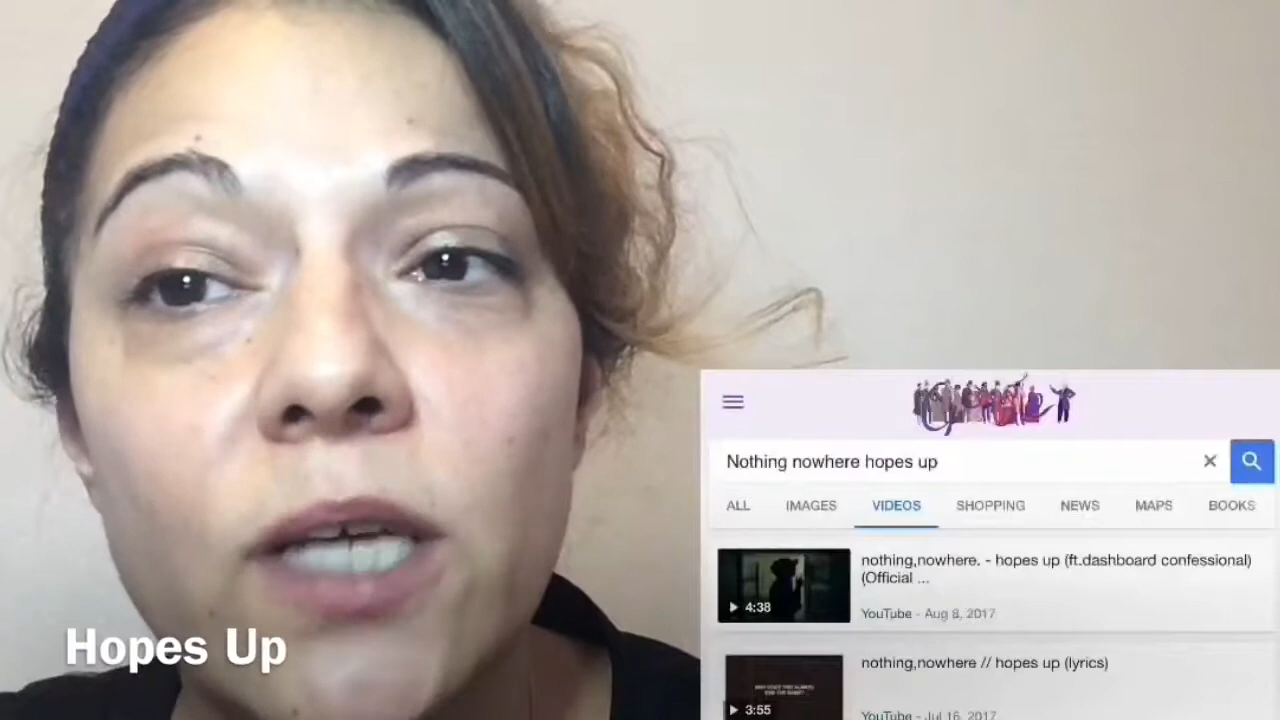 Nothing nowhere hopes up
ALL IMAGES VIDEOS SHOPPING NEWS MAPS BOOKS
nothing,nowhere. - hopes up (ft.dashboard confessional)
(Official ...
4:38
YouTube - Aug 8, 2017
nothing,nowhere // hopes up (lyrics)
3:55
YouTube - Jul 16, 2017
Hopes Up